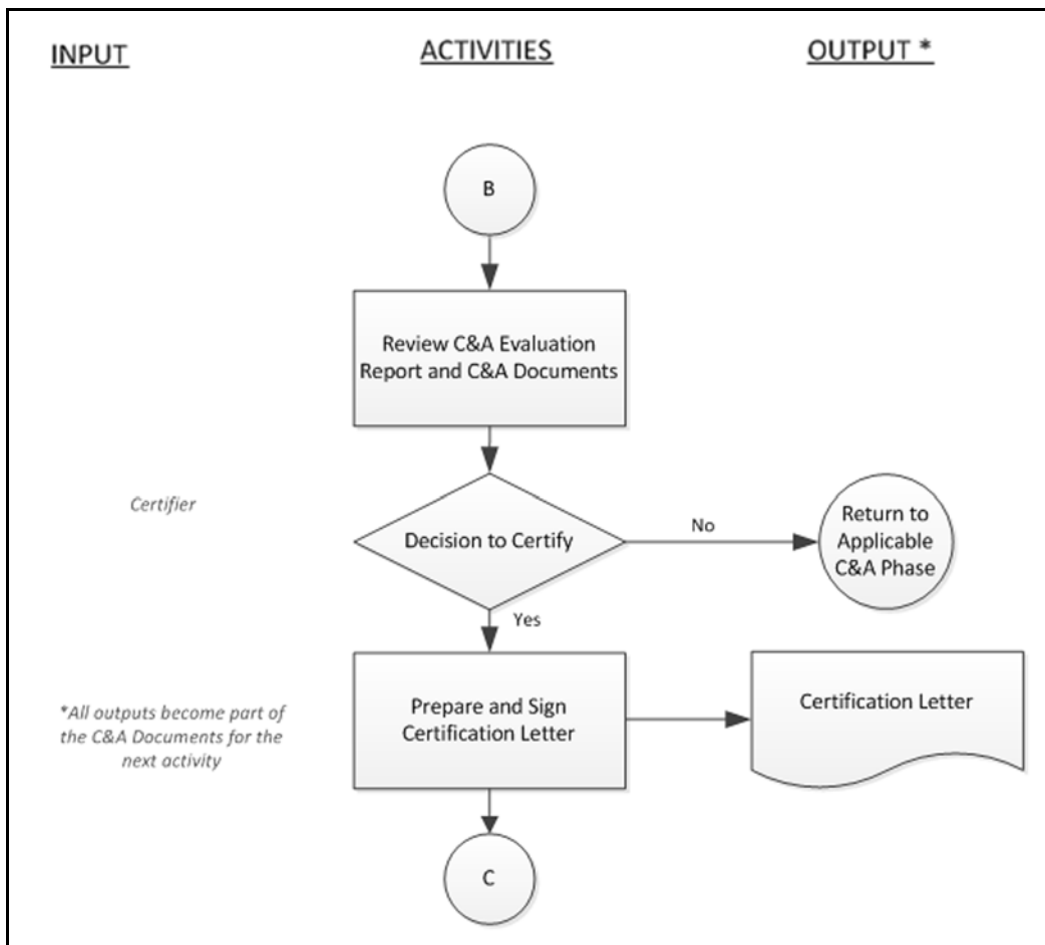 INPUT
ACTIVITIES
OUTPUT *
B
Review C&A Evaluation
Report and C&A Documents
Certifier
Decision to Certify
No
Return to
Applicable
C&A Phase
Yes
*All outputs become part of
the C&A Documents for the
next activity
Prepare and Sign
Certification Letter
Certification Letter
C